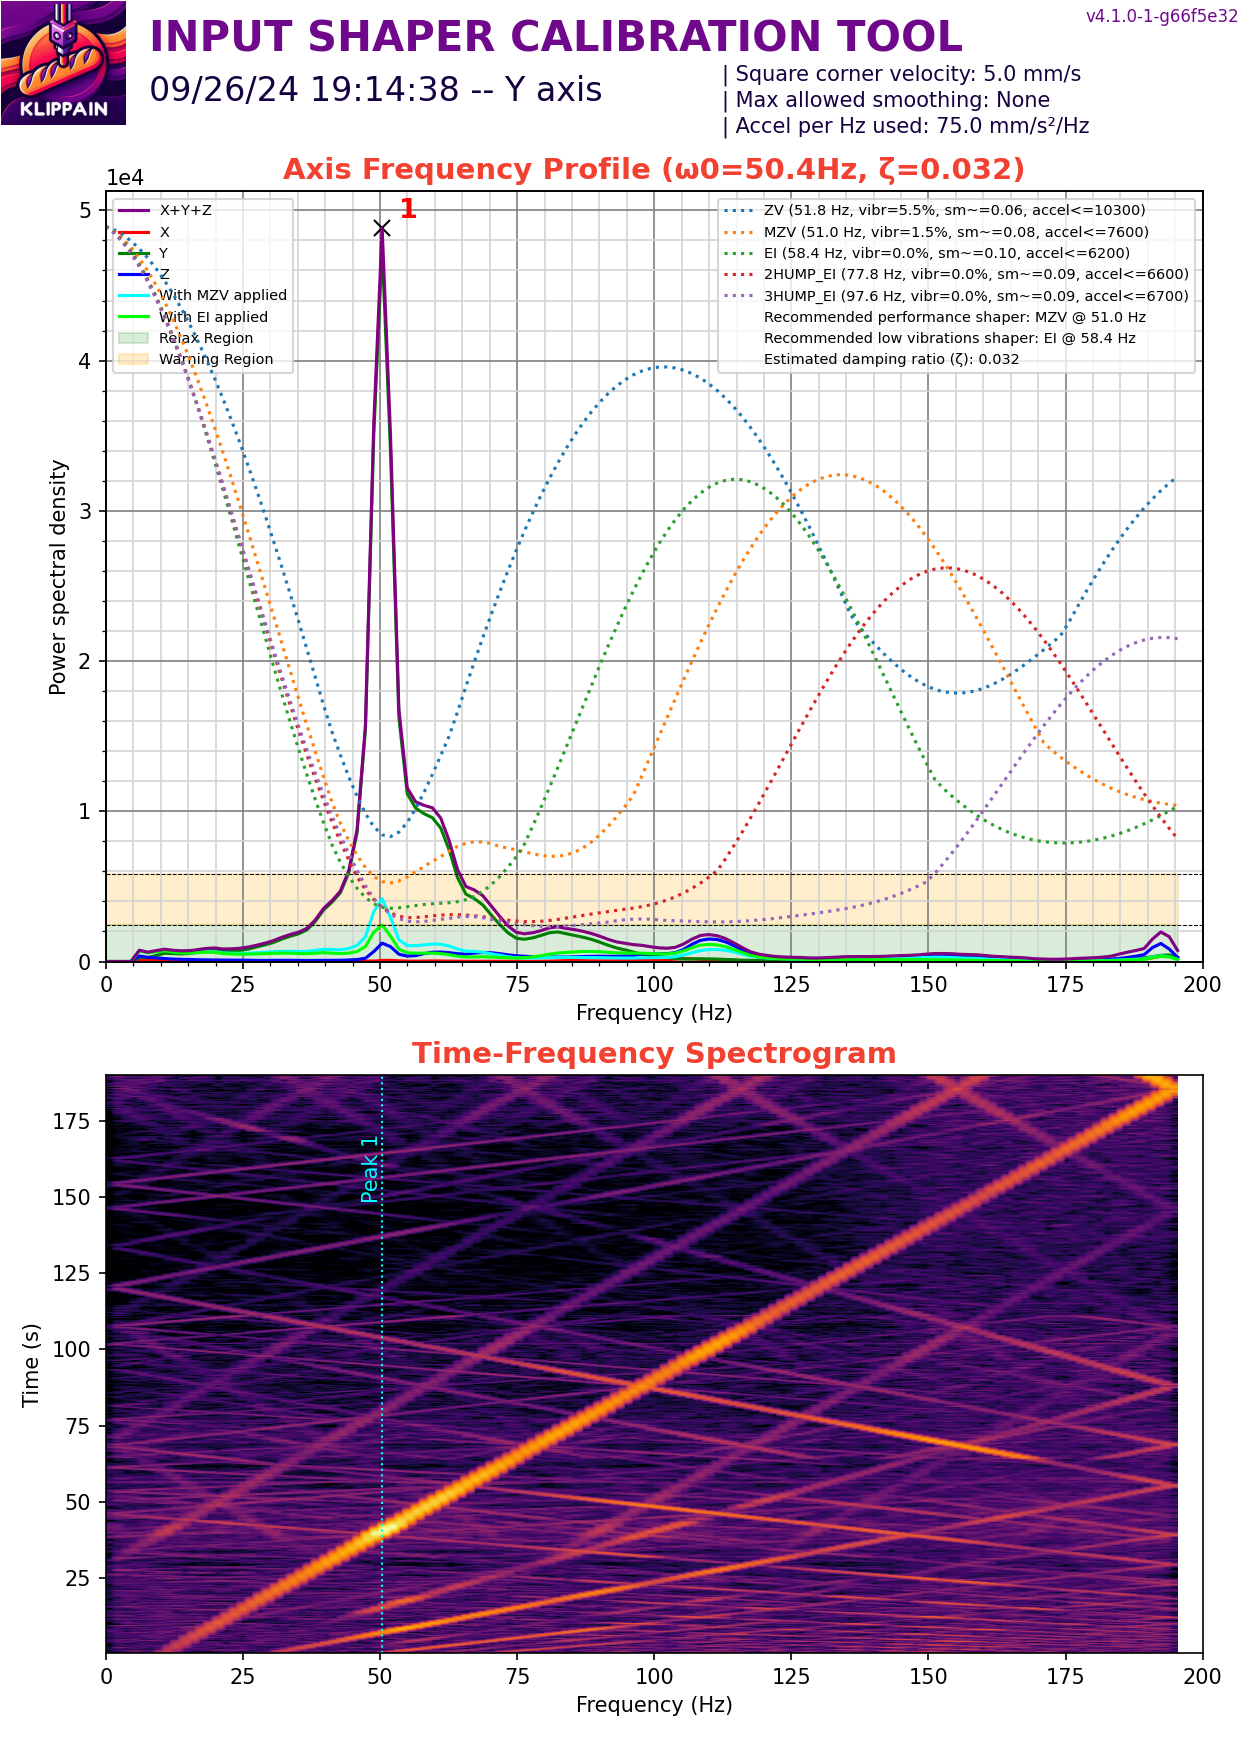 v4.1.0-1-g66f5e32
KLIPPAIN
INPUT SHAPER CALIBRATION TOOL
09/26/24 19:14:38 -- Y axis
| Square corner velocity: 5.0 mm/s
| Max allowed smoothing: None
| Accel per Hz used: 75.0 mm/s²/Hz
Axis Frequency Profile (ω0=50.4Hz, ζ=0.032)
1e4
1
X+Y+Z
X
Y
Z
With MZV applied
With EI applied
Relax Region
Warning Region
ZV (51.8 Hz, vibr=5.5%, sm~=0.06, accel<=10300)
MZV (51.0 Hz, vibr=1.5%, sm~=0.08, accel<=7600)
EI (58.4 Hz, vibr=0.0%, sm~=0.10, accel<=6200)
2HUMP_EI (77.8 Hz, vibr=0.0%, sm~=0.09, accel<=6600)
3HUMP_EI (97.6 Hz, vibr=0.0%, sm~=0.09, accel<=6700)
Recommended performance shaper: MZV @ 51.0 Hz
Recommended low vibrations shaper: EI @ 58.4 Hz
Estimated damping ratio (ζ): 0.032
Power spectral density
5
4
3
2
1
0
0 25 50 75 100 125 150 175 200
Frequency (Hz)
Time-Frequency Spectrogram
Peak 1
Time (s)
175
150
125
100
75
50
25
0 25 50 75 100 125 150 175 200
Frequency (Hz)